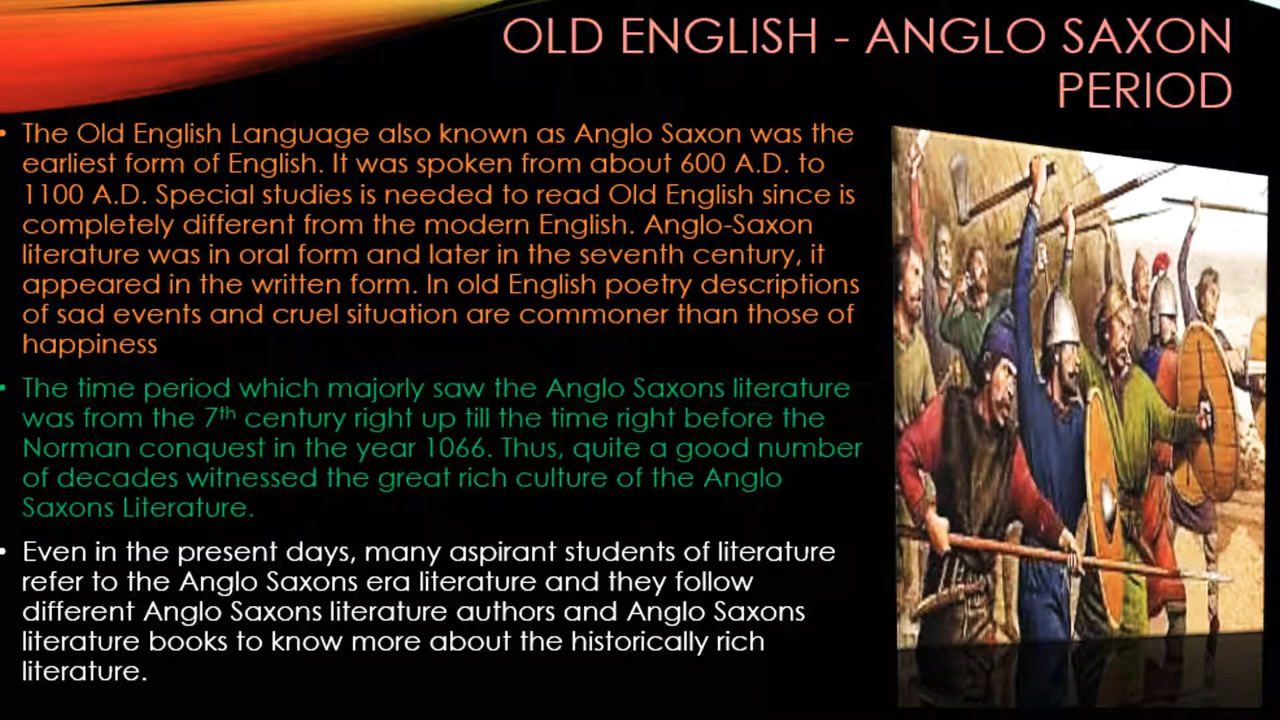 OLD ENGLISH - ANGLO SAXON
PERIOD
• The Old English Language also known as Anglo Saxon was the
earliest form of English. It was spoken from about 600 A.D. to
1100 A.D. Special studies is needed to read Old English since is
completely different from the modern English. Anglo-Saxon
literature was in oral form and later in the seventh century, it
appeared in the written form. In old English poetry descriptions
of sad events and cruel situation are commoner than those of
happiness
• The time period which majorly saw the Anglo Saxons literature
was from the 7th century right up till the time right before the
Norman conquest in the year 1066. Thus, quite a good number
of decades witnessed the great rich culture of the Anglo
Saxons Literature.
• Even in the present days, many aspirant students of literature
refer to the Anglo Saxons era literature and they follow
different Anglo Saxons literature authors and Anglo Saxons
literature books to know more about the historically rich
literature.